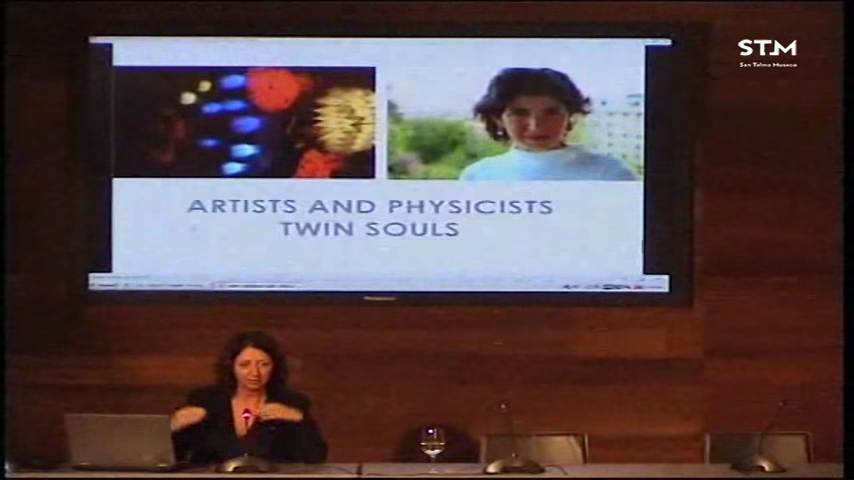 STM
San Telmo Museoa
ARTISTS AND PHYSICISTS
TWIN SOULS